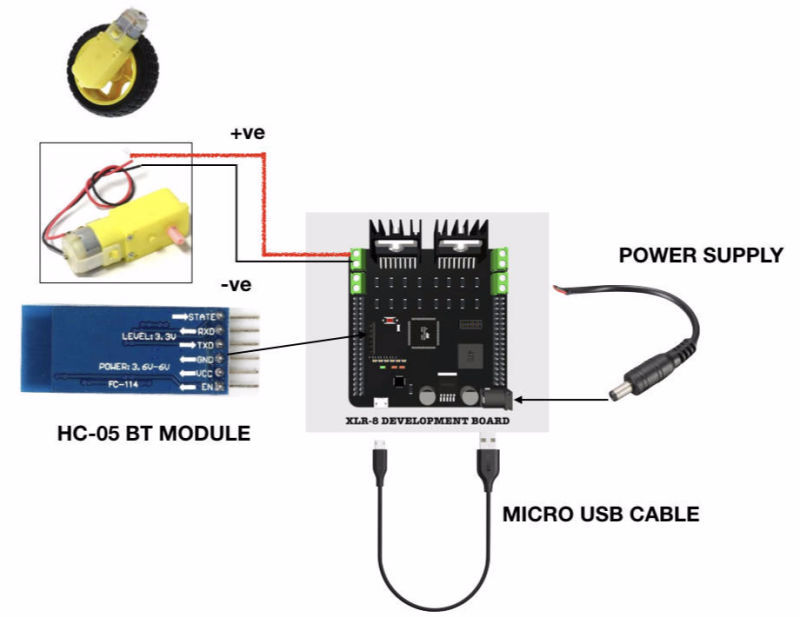 +ve
-ve
POWER SUPPLY
STATE
RXD
LEVEL:3.3V
TXD
GND
POWER: 3.6V-6V
VCC
FC-114
EN
HC-05 BT MODULE
XLR-8 DEVELOPMENT BOARD
MICRO USB CABLE